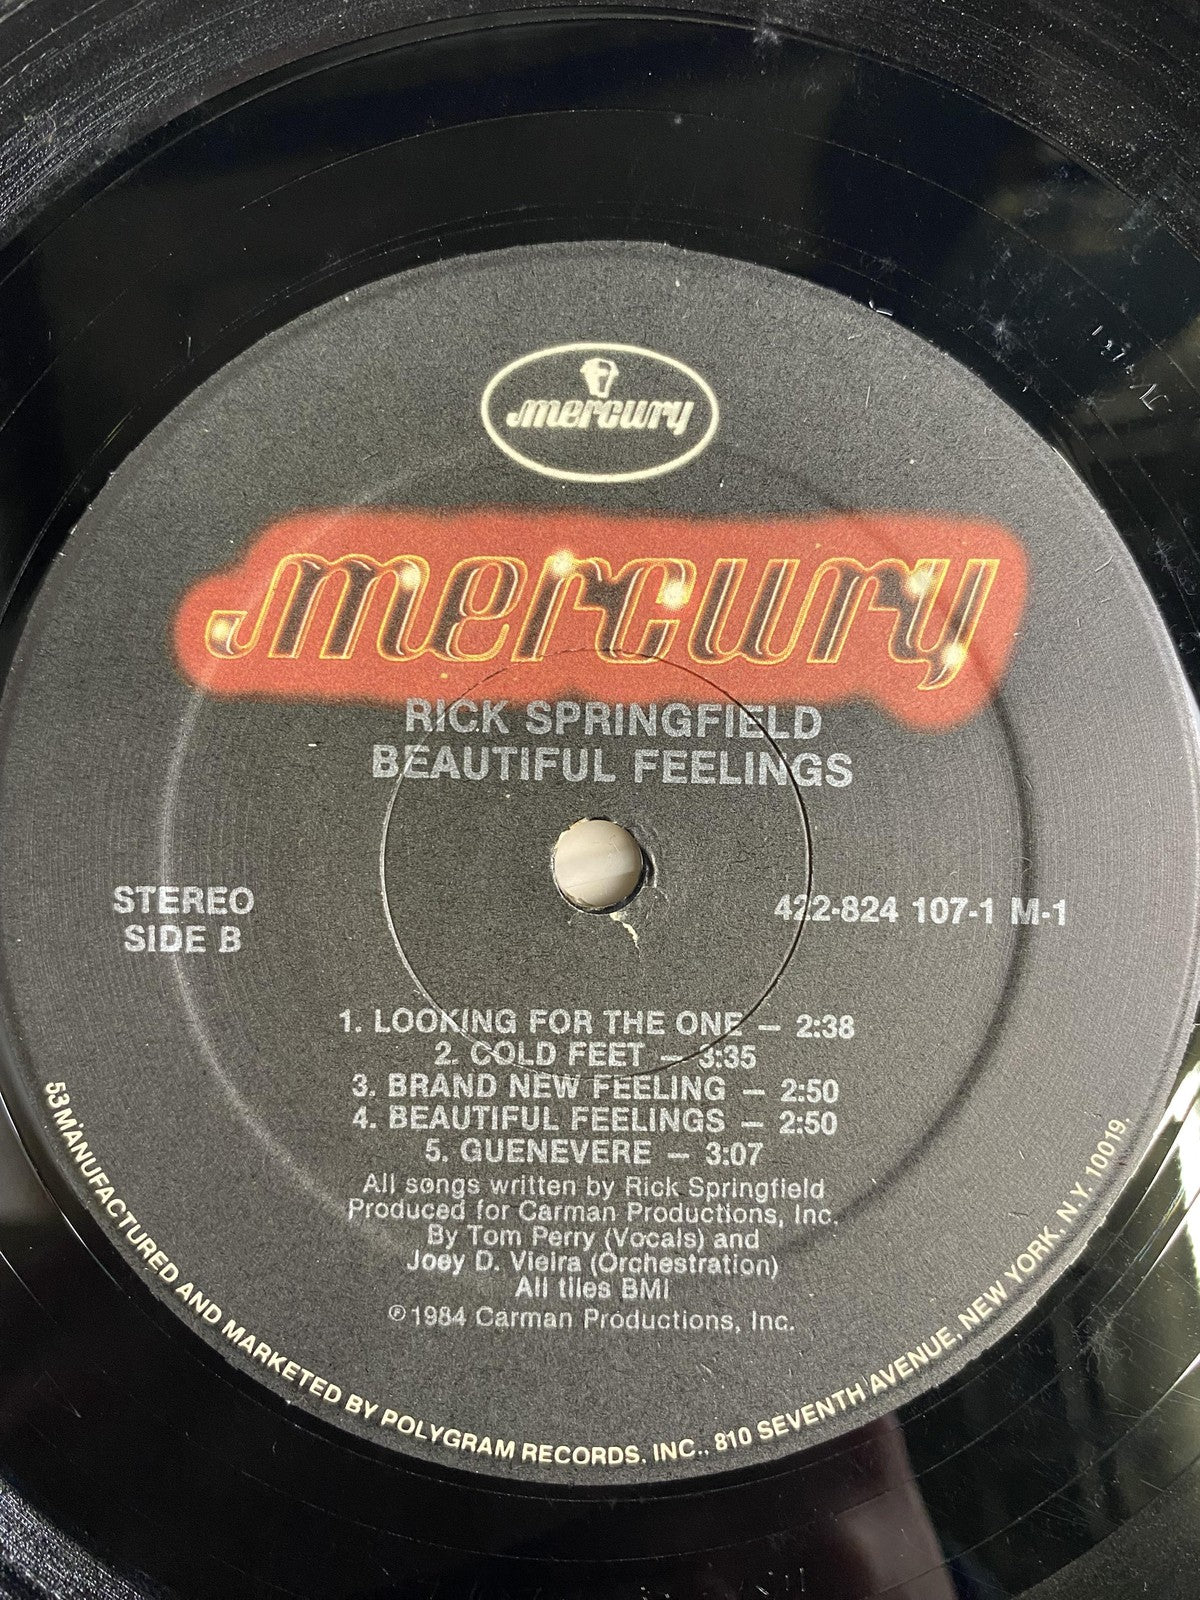 mercury
mercury
RICK SPRINGFIELD
BEAUTIFUL FEELINGS
STEREO
SIDE B
422-824 107-1 M-1
1. LOOKING FOR THE ONE — 2:38
2. COLD FEET — 3:35
3. BRAND NEW FEELING — 2:50
4. BEAUTIFUL FEELINGS — 2:50
5. GUENEVERE — 3:07
All songs written by Rick Springfield
Produced for Carman Productions, Inc.
By Tom Perry (Vocals) and
Joey D. Vieira (Orchestration)
All tiles BMI
℗1984 Carman Productions, Inc.
53 MANUFACTURED AND MARKETED BY POLYGRAM RECORDS, INC., 810 SEVENTH AVENUE, NEW YORK, N.Y. 10019.